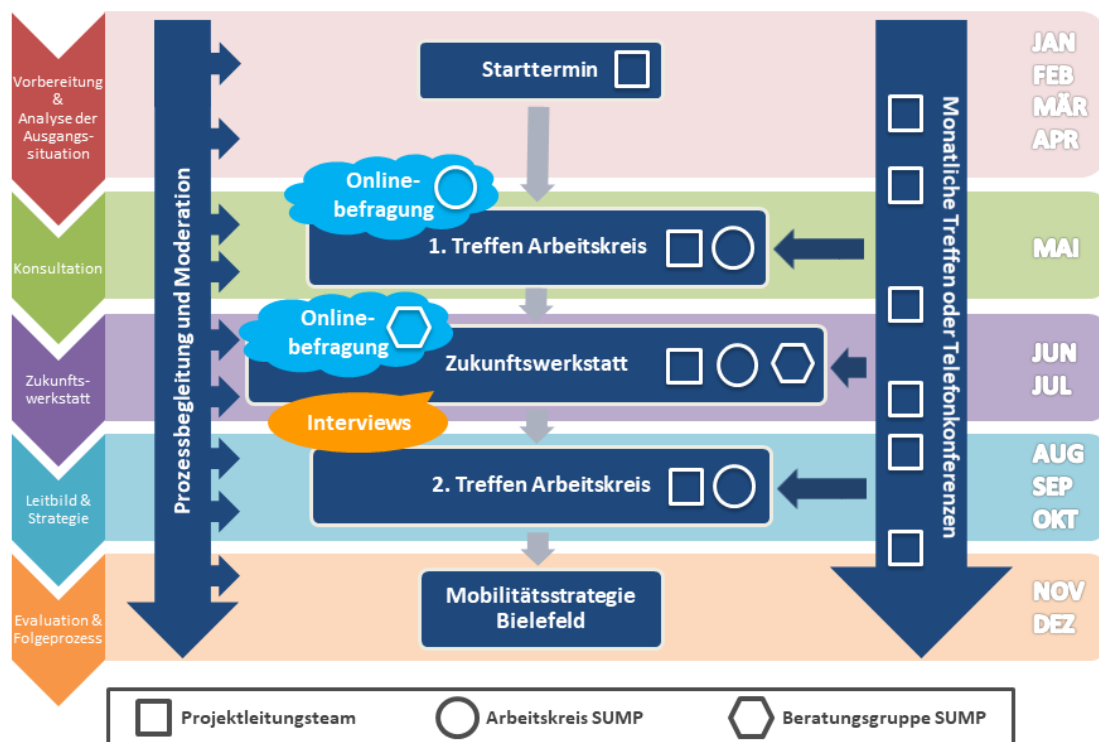 Vorbereitung
&
Analyse der
Ausgangs-
situation
Konsultation
Zukunfts-
werkstatt
Leitbild &
Strategie
Evaluation &
Folgeprozess
Prozessbegleitung und Moderation
Starttermin
Online-
befragung
1. Treffen Arbeitskreis
Online-
befragung
Zukunftswerkstatt
Interviews
2. Treffen Arbeitskreis
Mobilitätsstrategie
Bielefeld
Monatliche Treffen oder Telefonkonferenzen
JAN
FEB
MÄR
APR
MAI
JUN
JUL
AUG
SEP
OKT
NOV
DEZ
Projektleitungsteam
Arbeitskreis SUMP
Beratungsgruppe SUMP